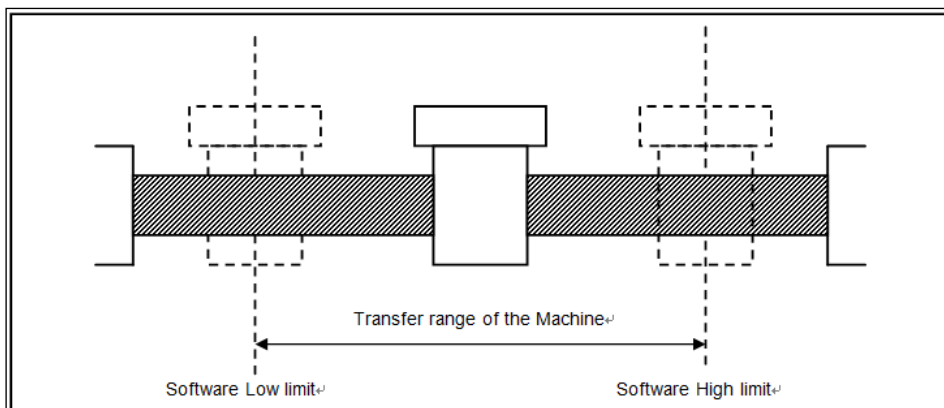 Transfer range of the Machine↵
Software Low limit↵
Software High limit↵